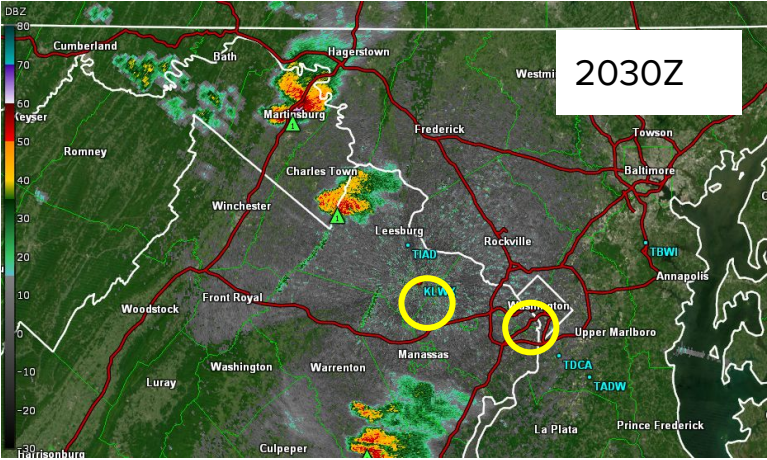 DBZ
80
Cumberland
Bath
Hagerstown
2030Z
70
60
Martinsburg
Frederick
Towson
50
Romney
Charles Town
Baltimore
40
Winchester
30
Leesburg
Rockville
TIAD
TBWI
20
Annapolis
KLWX
10
Woodstock
Front Royal
Washington
0
Upper Marlboro
Manassas
-10
Washington
Warrenton
TDCA
Luray
TADW
-20
La Plata
Prince Frederick
Culpeper
-30
Harrisonburg